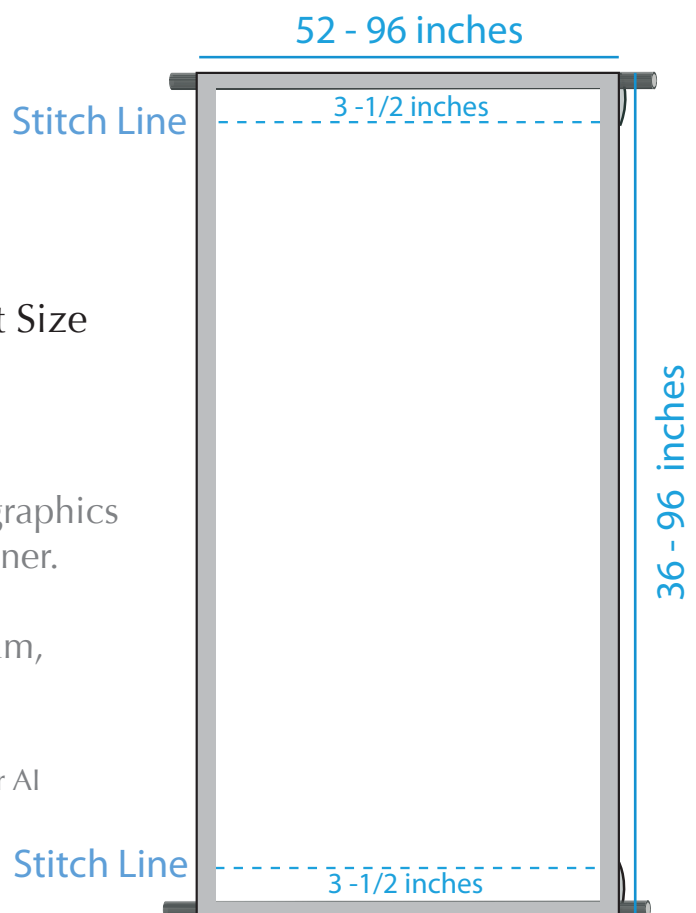 52 - 96 inches
3 -1/2 inches
Stitch Line
Size
36 - 96 inches
graphics
AI
Stitch Line
3 -1/2 inches